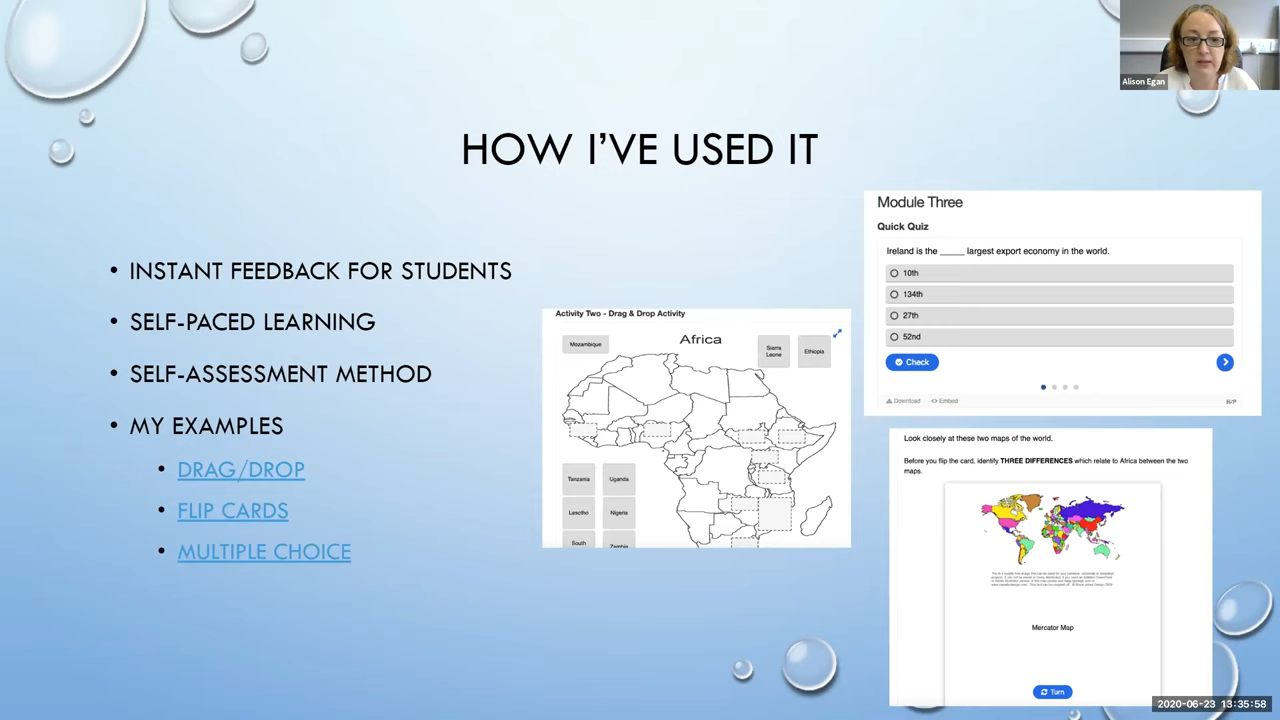 Alison Egan
HOW I'VE USED IT
• INSTANT FEEDBACK FOR STUDENTS
• SELF-PACED LEARNING
• SELF-ASSESSMENT METHOD
• MY EXAMPLES
• DRAG/DROP
• FLIP CARDS
• MULTIPLE CHOICE
Activity Two - Drag & Drop Activity
Africa
Mozambique
Sierra
Leone
Ethiopia
Tanzania
Uganda
Lesotho
Nigeria
South
Zambia
Module Three
Quick Quiz
Ireland is the _____ largest export economy in the world.
10th
134th
27th
52nd
Check
Download
<> Embed
H-P
Look closely at these two maps of the world.
Before you flip the card, identify THREE DIFFERENCES which relate to Africa between the two
maps.
Mercator Map
Turn
2020-06-23 13:35:58